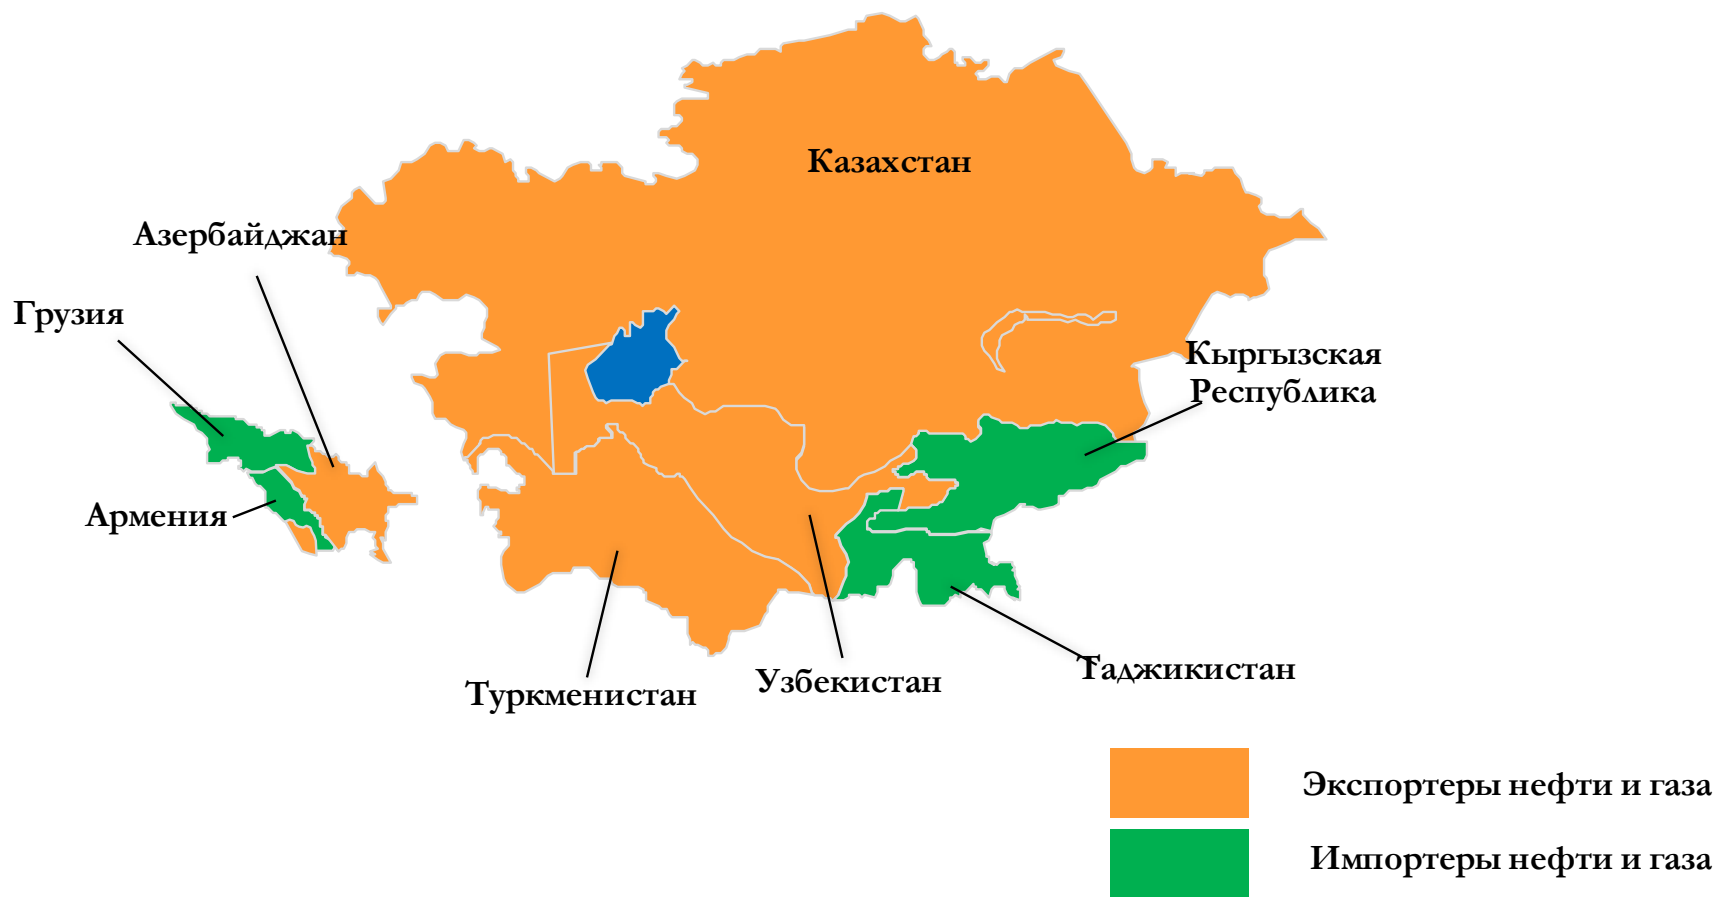 Казахстан
Азербайджан
Грузия
Кыргызская
Республика
Армения
Таджикистан
Узбекистан
Туркменистан
Экспортеры нефти и газа
Импортеры нефти и газа